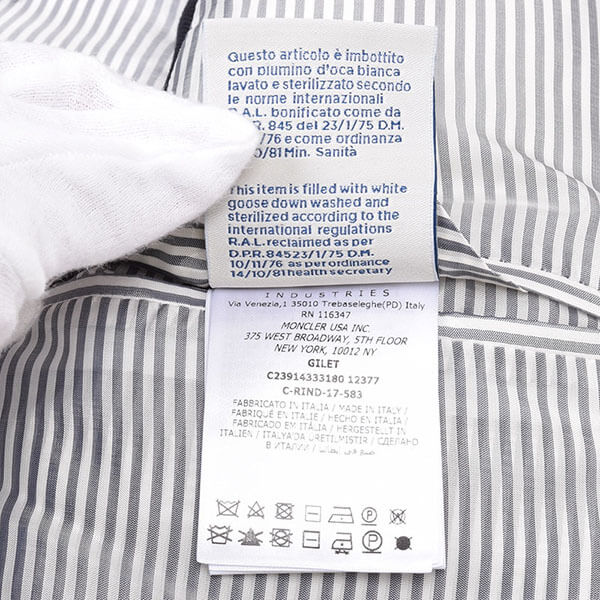 Questo articolo è imbottito
con piumino d'oca bianca
lavato e sterilizzato secondo
le norme internazionali
R.A.L. bonificato come da
P.R. 845 del 23/1/75 D.M.
/76 e come ordinanza
/81 Min. Sanità
This item is filled with white
goose down washed and
sterilized according to the
international regulations
R.A.L. reclaimed as per
D.P.R. 84523/1/75 D.M.
10/11/76 as per ordinance
14/10/81 health secretary
INDUSTRIES
Via Venezia,1 35010 Trebaseleghe(PD) Italy
RN 116347
MONCLER USA INC.
375 WEST BROADWAY, 5TH FLOOR
NEW YORK, 10012 NY
GILET
C23914333180 12377
C-RIND-17-583
FABBRICATO IN ITALIA / MADE IN ITALY /
FABRIQUÉ EN ITALIE / HECHO EN ITALIA /
FABRICADO EM ITÁLIA / HERGESTELLT IN
ITALIEN / ITALYA'DA ÜRETILMISTIR / СДЕЛАНО
В ИТАЛИИ / صنع في إيطاليا